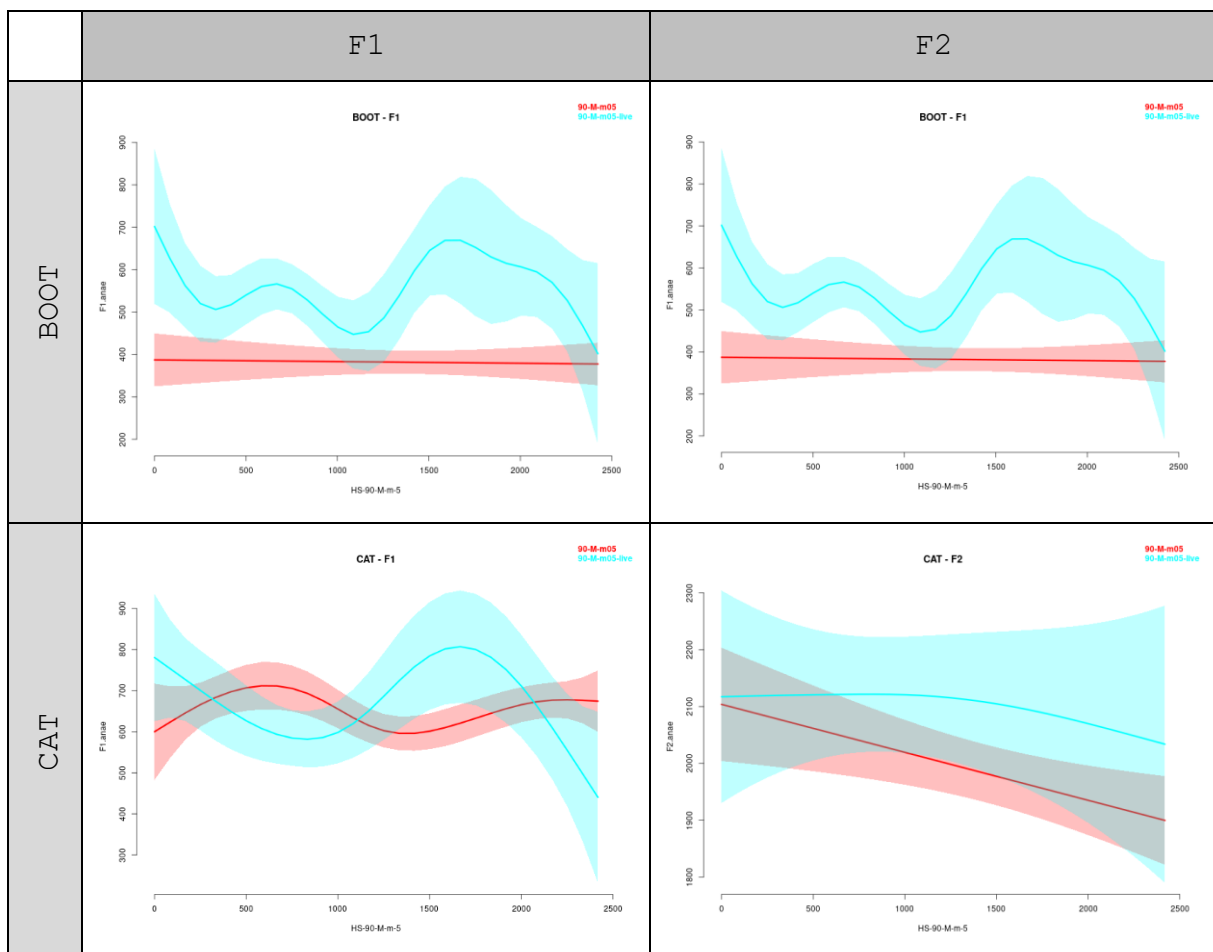 F1
F2
BOOT
90-M-m05
90-M-m05-live
BOOT - F1
F1.anae
900
800
700
600
500
400
300
200
0
500
1000
1500
2000
2500
HS-90-M-m-5
90-M-m05
90-M-m05-live
BOOT - F1
F1.anae
900
800
700
600
500
400
300
200
0
500
1000
1500
2000
2500
HS-90-M-m-5
CAT
90-M-m05
90-M-m05-live
CAT - F1
F1.anae
900
800
700
600
500
400
300
0
500
1000
1500
2000
2500
HS-90-M-m-5
90-M-m05
90-M-m05-live
CAT - F2
F2.anae
2300
2200
2100
2000
1900
1800
0
500
1000
1500
2000
2500
HS-90-M-m-5